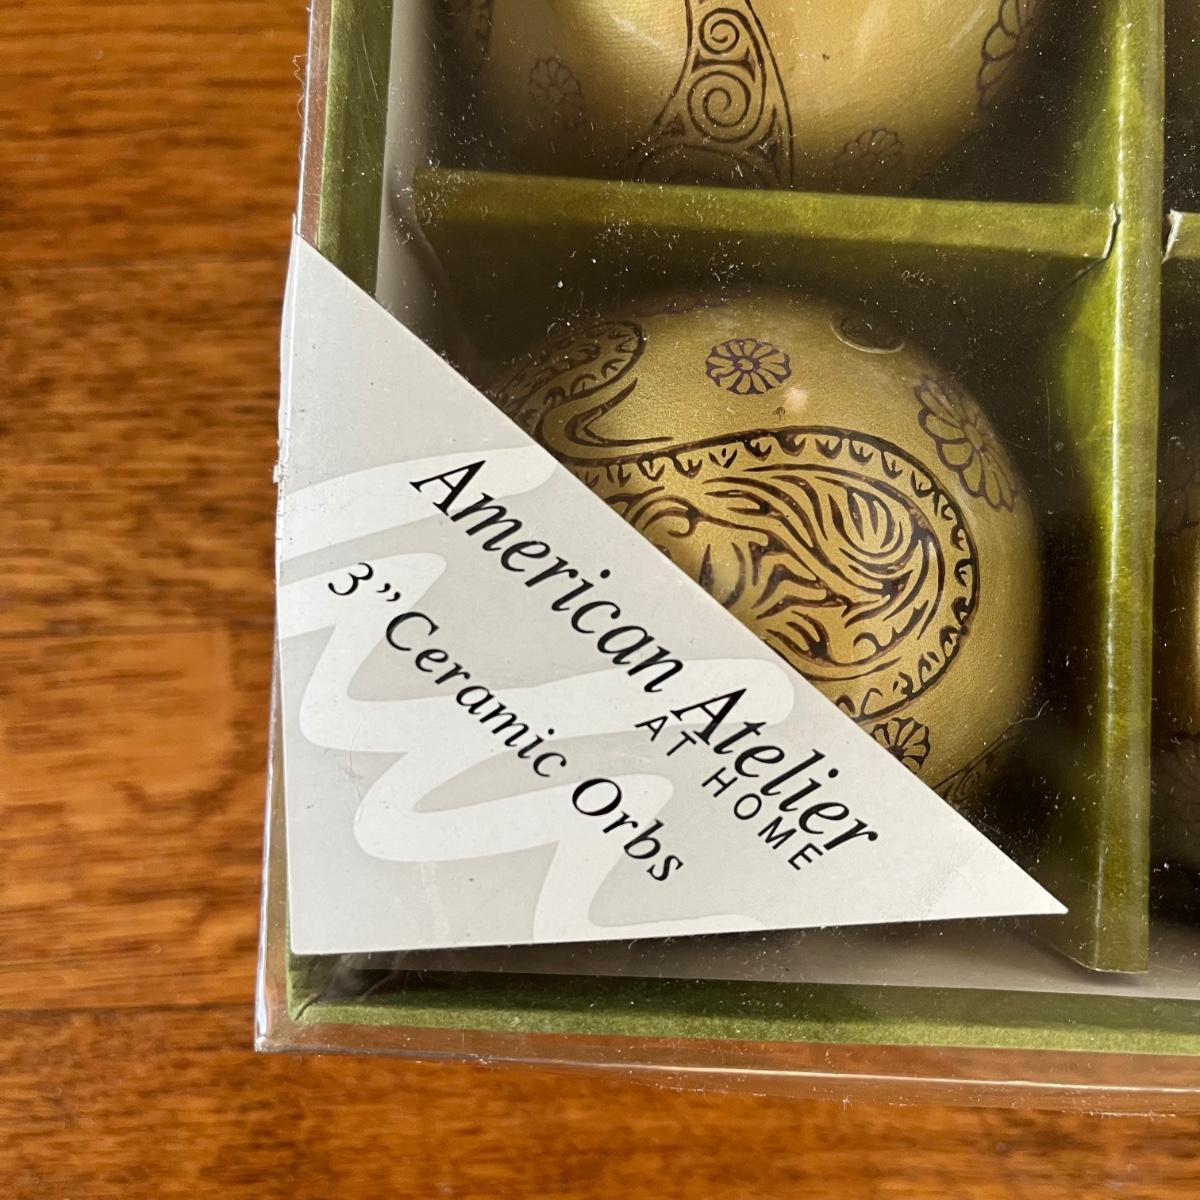 American Atelier
AT HOME
3” Ceramic Orbs